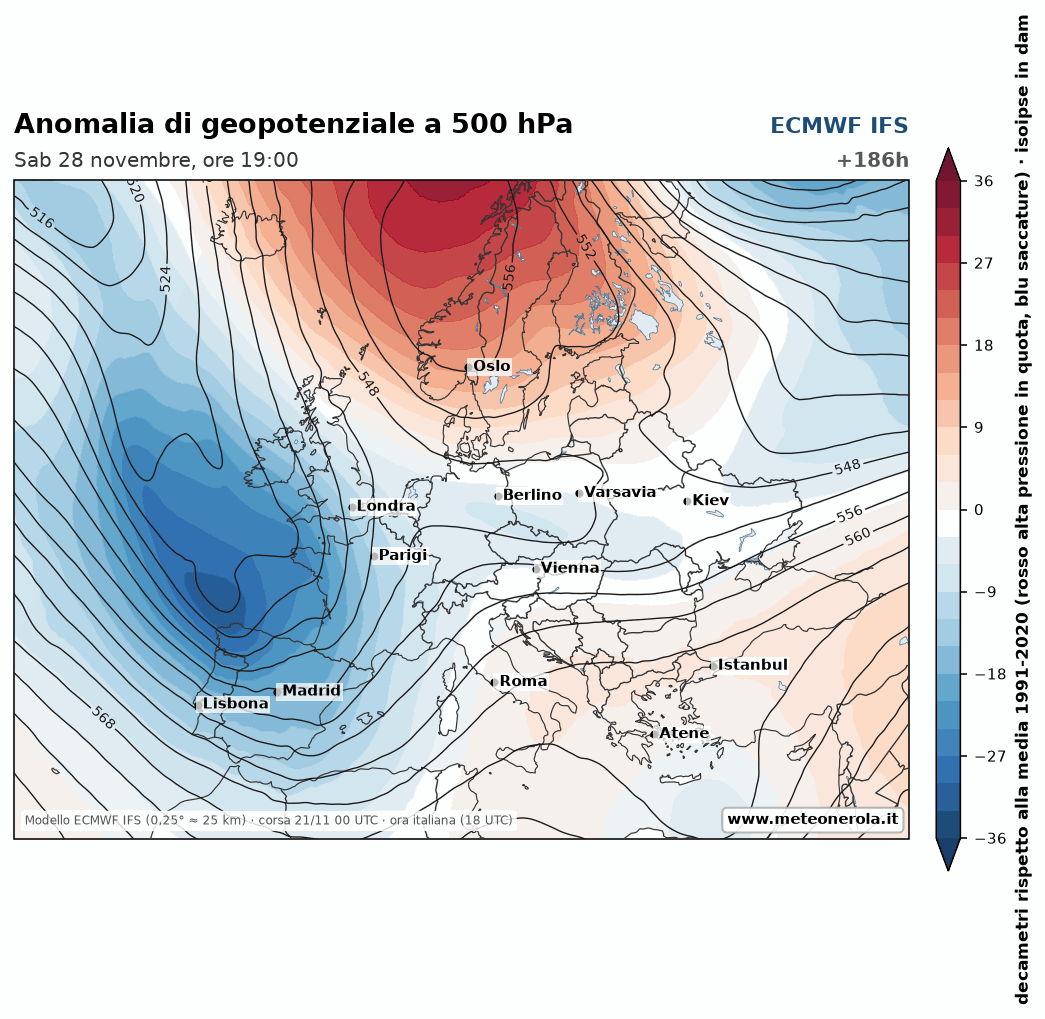 Anomalia di geopotenziale a 500 hPa
ECMWF IFS
Sab 28 novembre, ore 19:00
+186h
516
520
524
556
552
548
Oslo
548
556
560
Londra
Berlino
Varsavia
Kiev
Parigi
Vienna
Istanbul
Roma
Madrid
Lisbona
568
Atene
Modello ECMWF IFS (0,25° ≈ 25 km) · corsa 21/11 00 UTC · ora italiana (18 UTC)
www.meteonerola.it
36
27
18
9
0
−9
−18
−27
−36
decametri rispetto alla media 1991-2020 (rosso alta pressione in quota, blu saccature) · isoipse in dam